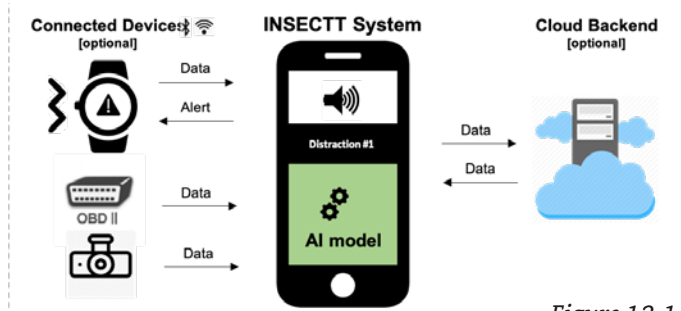 Connected Devices
[optional]
INSECTT System
Cloud Backend
[optional]
Data
Alert
Distraction #1
Data
Data
OBD II
Data
AI model
Data